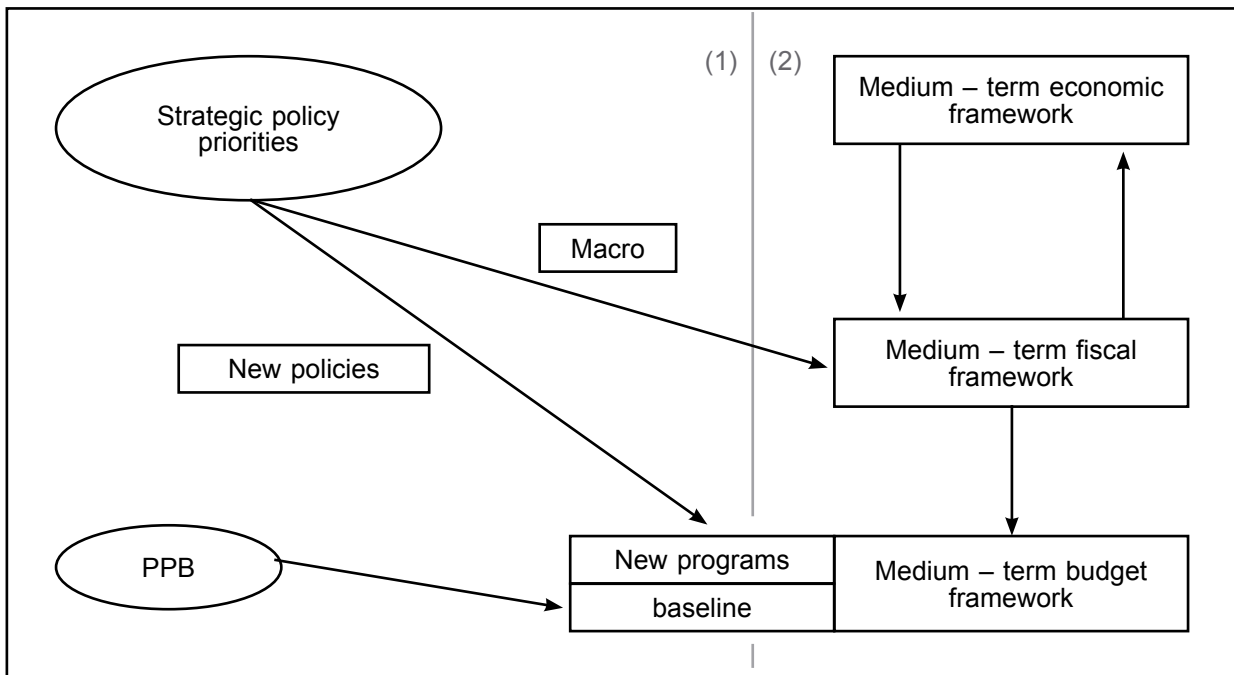 Strategic policy
priorities
(1)
(2)
Medium – term economic
framework
Macro
New policies
Medium – term fiscal
framework
PPB
New programs
baseline
Medium – term budget
framework